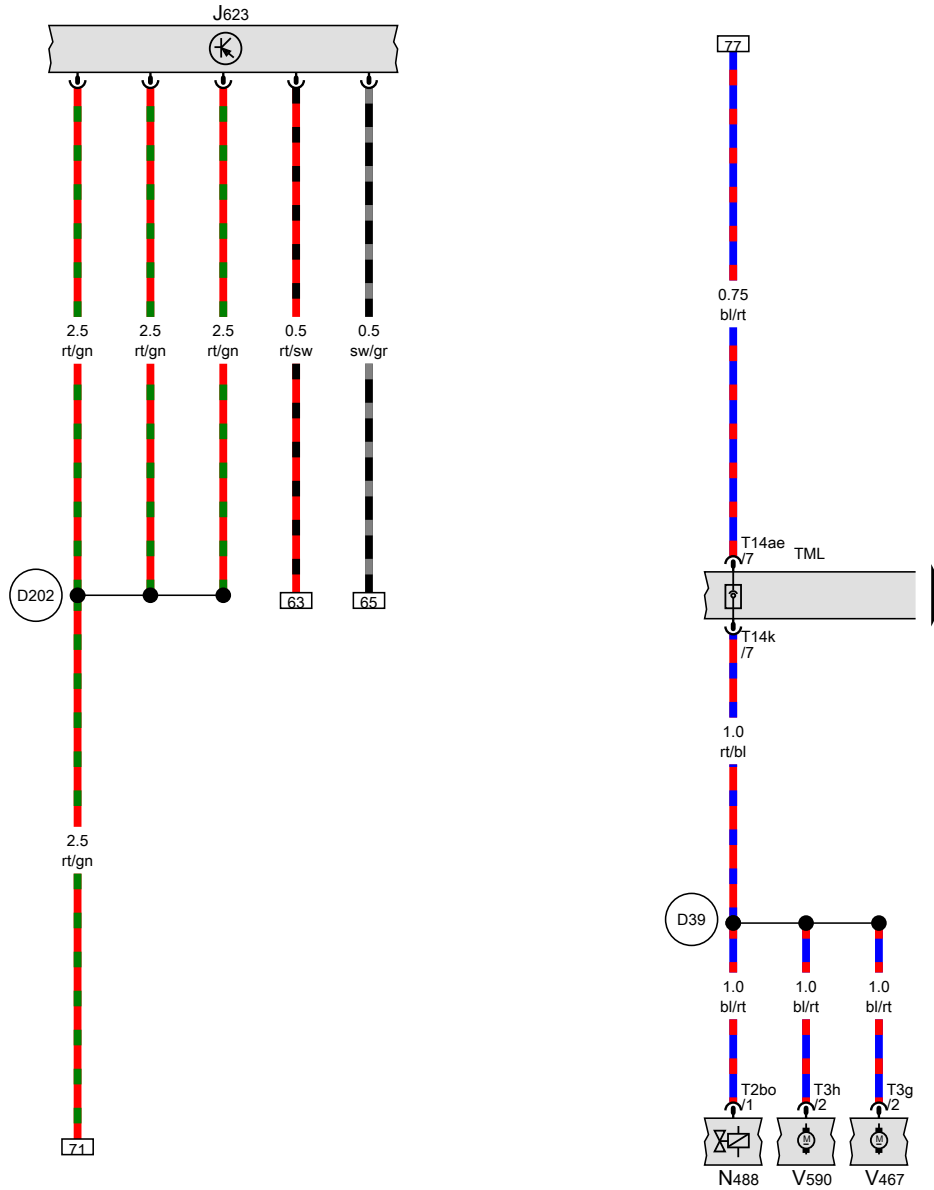 J623
77
0.75
bl/rt
2.5
rt/gn
2.5
rt/gn
2.5
rt/gn
0.5
rt/sw
0.5
sw/gr
T14ae
/7
TML
D202
63
65
T14k
/7
1.0
rt/bl
2.5
rt/gn
D39
1.0
bl/rt
1.0
bl/rt
1.0
bl/rt
T2bo
/1
T3h
/2
T3g
/2
M
M
71
N488
V590
V467